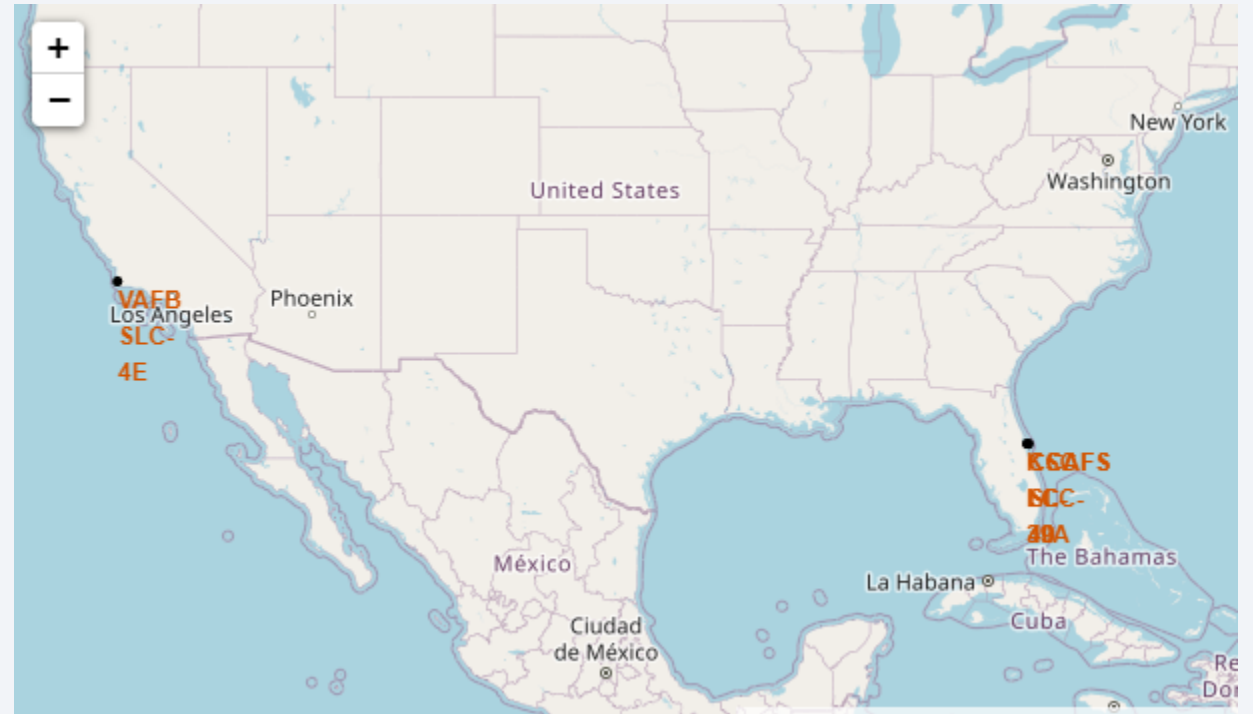 +
−
New York
Washington
United States
VAFB
Los Angeles
SLC-
4E
Phoenix
México
The Bahamas
La Habana
Cuba
Ciudad
de México